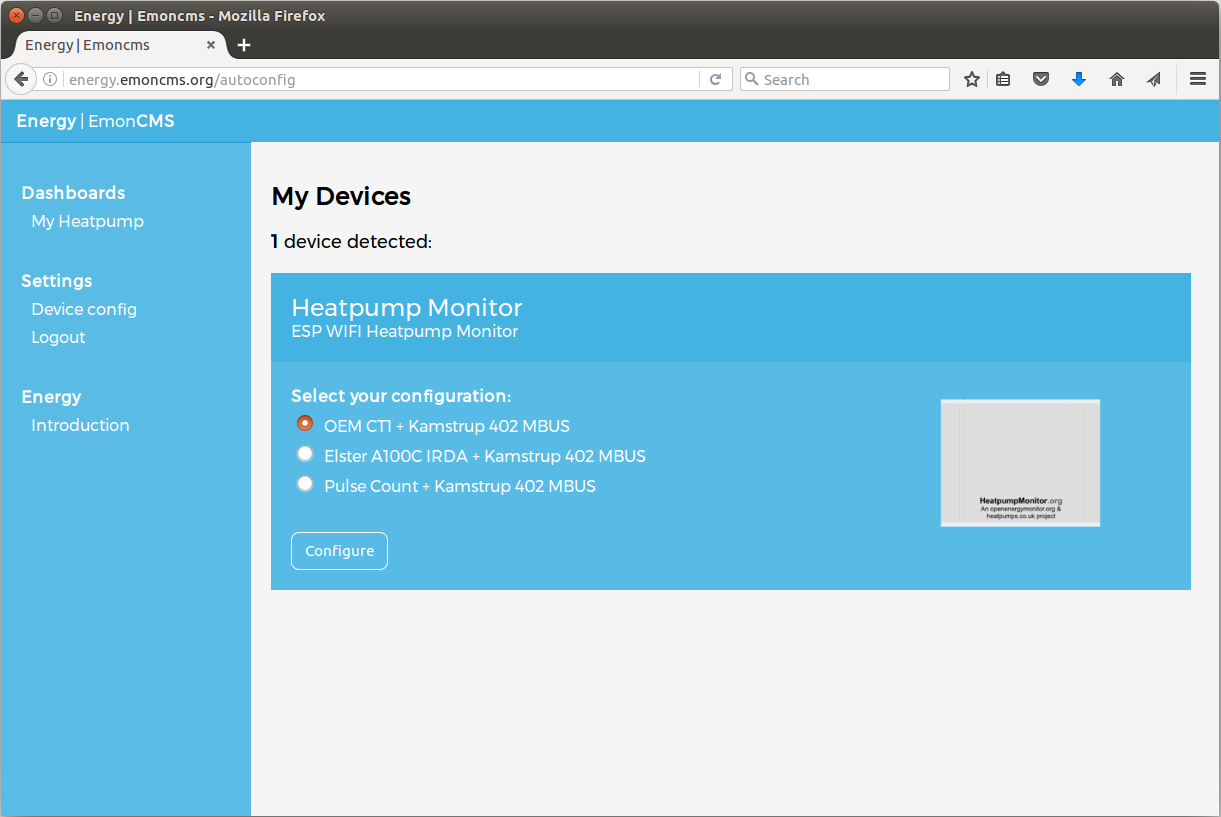 Energy | Emoncms - Mozilla Firefox
Energy | Emoncms
energy.emoncms.org/autoconfig
Search
Energy | EmonCMS
Dashboards
My Heatpump
Settings
Device config
Logout
Energy
Introduction
My Devices
1 device detected:
Heatpump Monitor
ESP WIFI Heatpump Monitor
Select your configuration:
OEM CT1 + Kamstrup 402 MBUS
Elster A100C IRDA + Kamstrup 402 MBUS
Pulse Count + Kamstrup 402 MBUS
Configure
HeatpumpMonitor.org
An openenergymonitor.org &
heatpumps.co.uk project